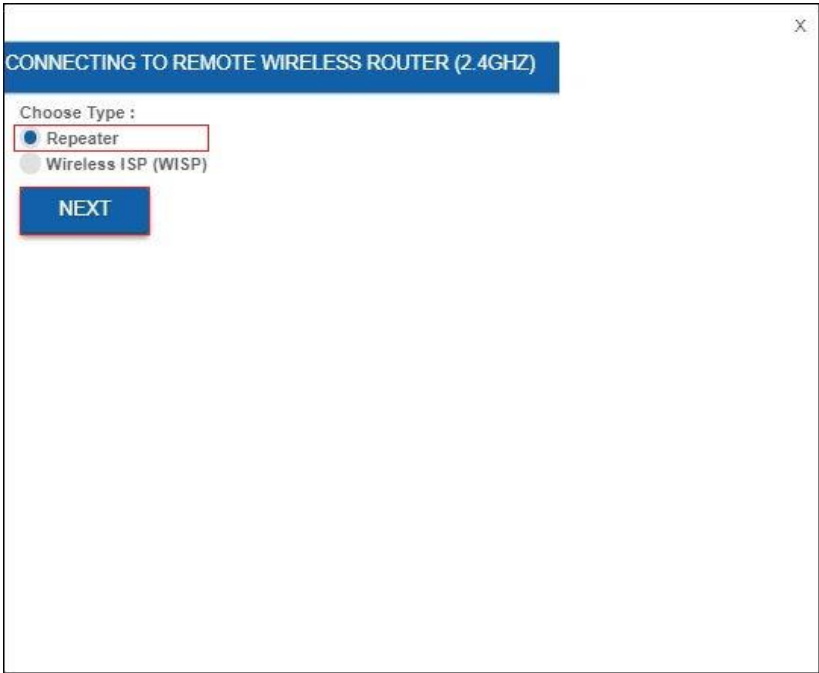 X
CONNECTING TO REMOTE WIRELESS ROUTER (2.4GHZ)
Choose Type :
Repeater
Wireless ISP (WISP)
NEXT